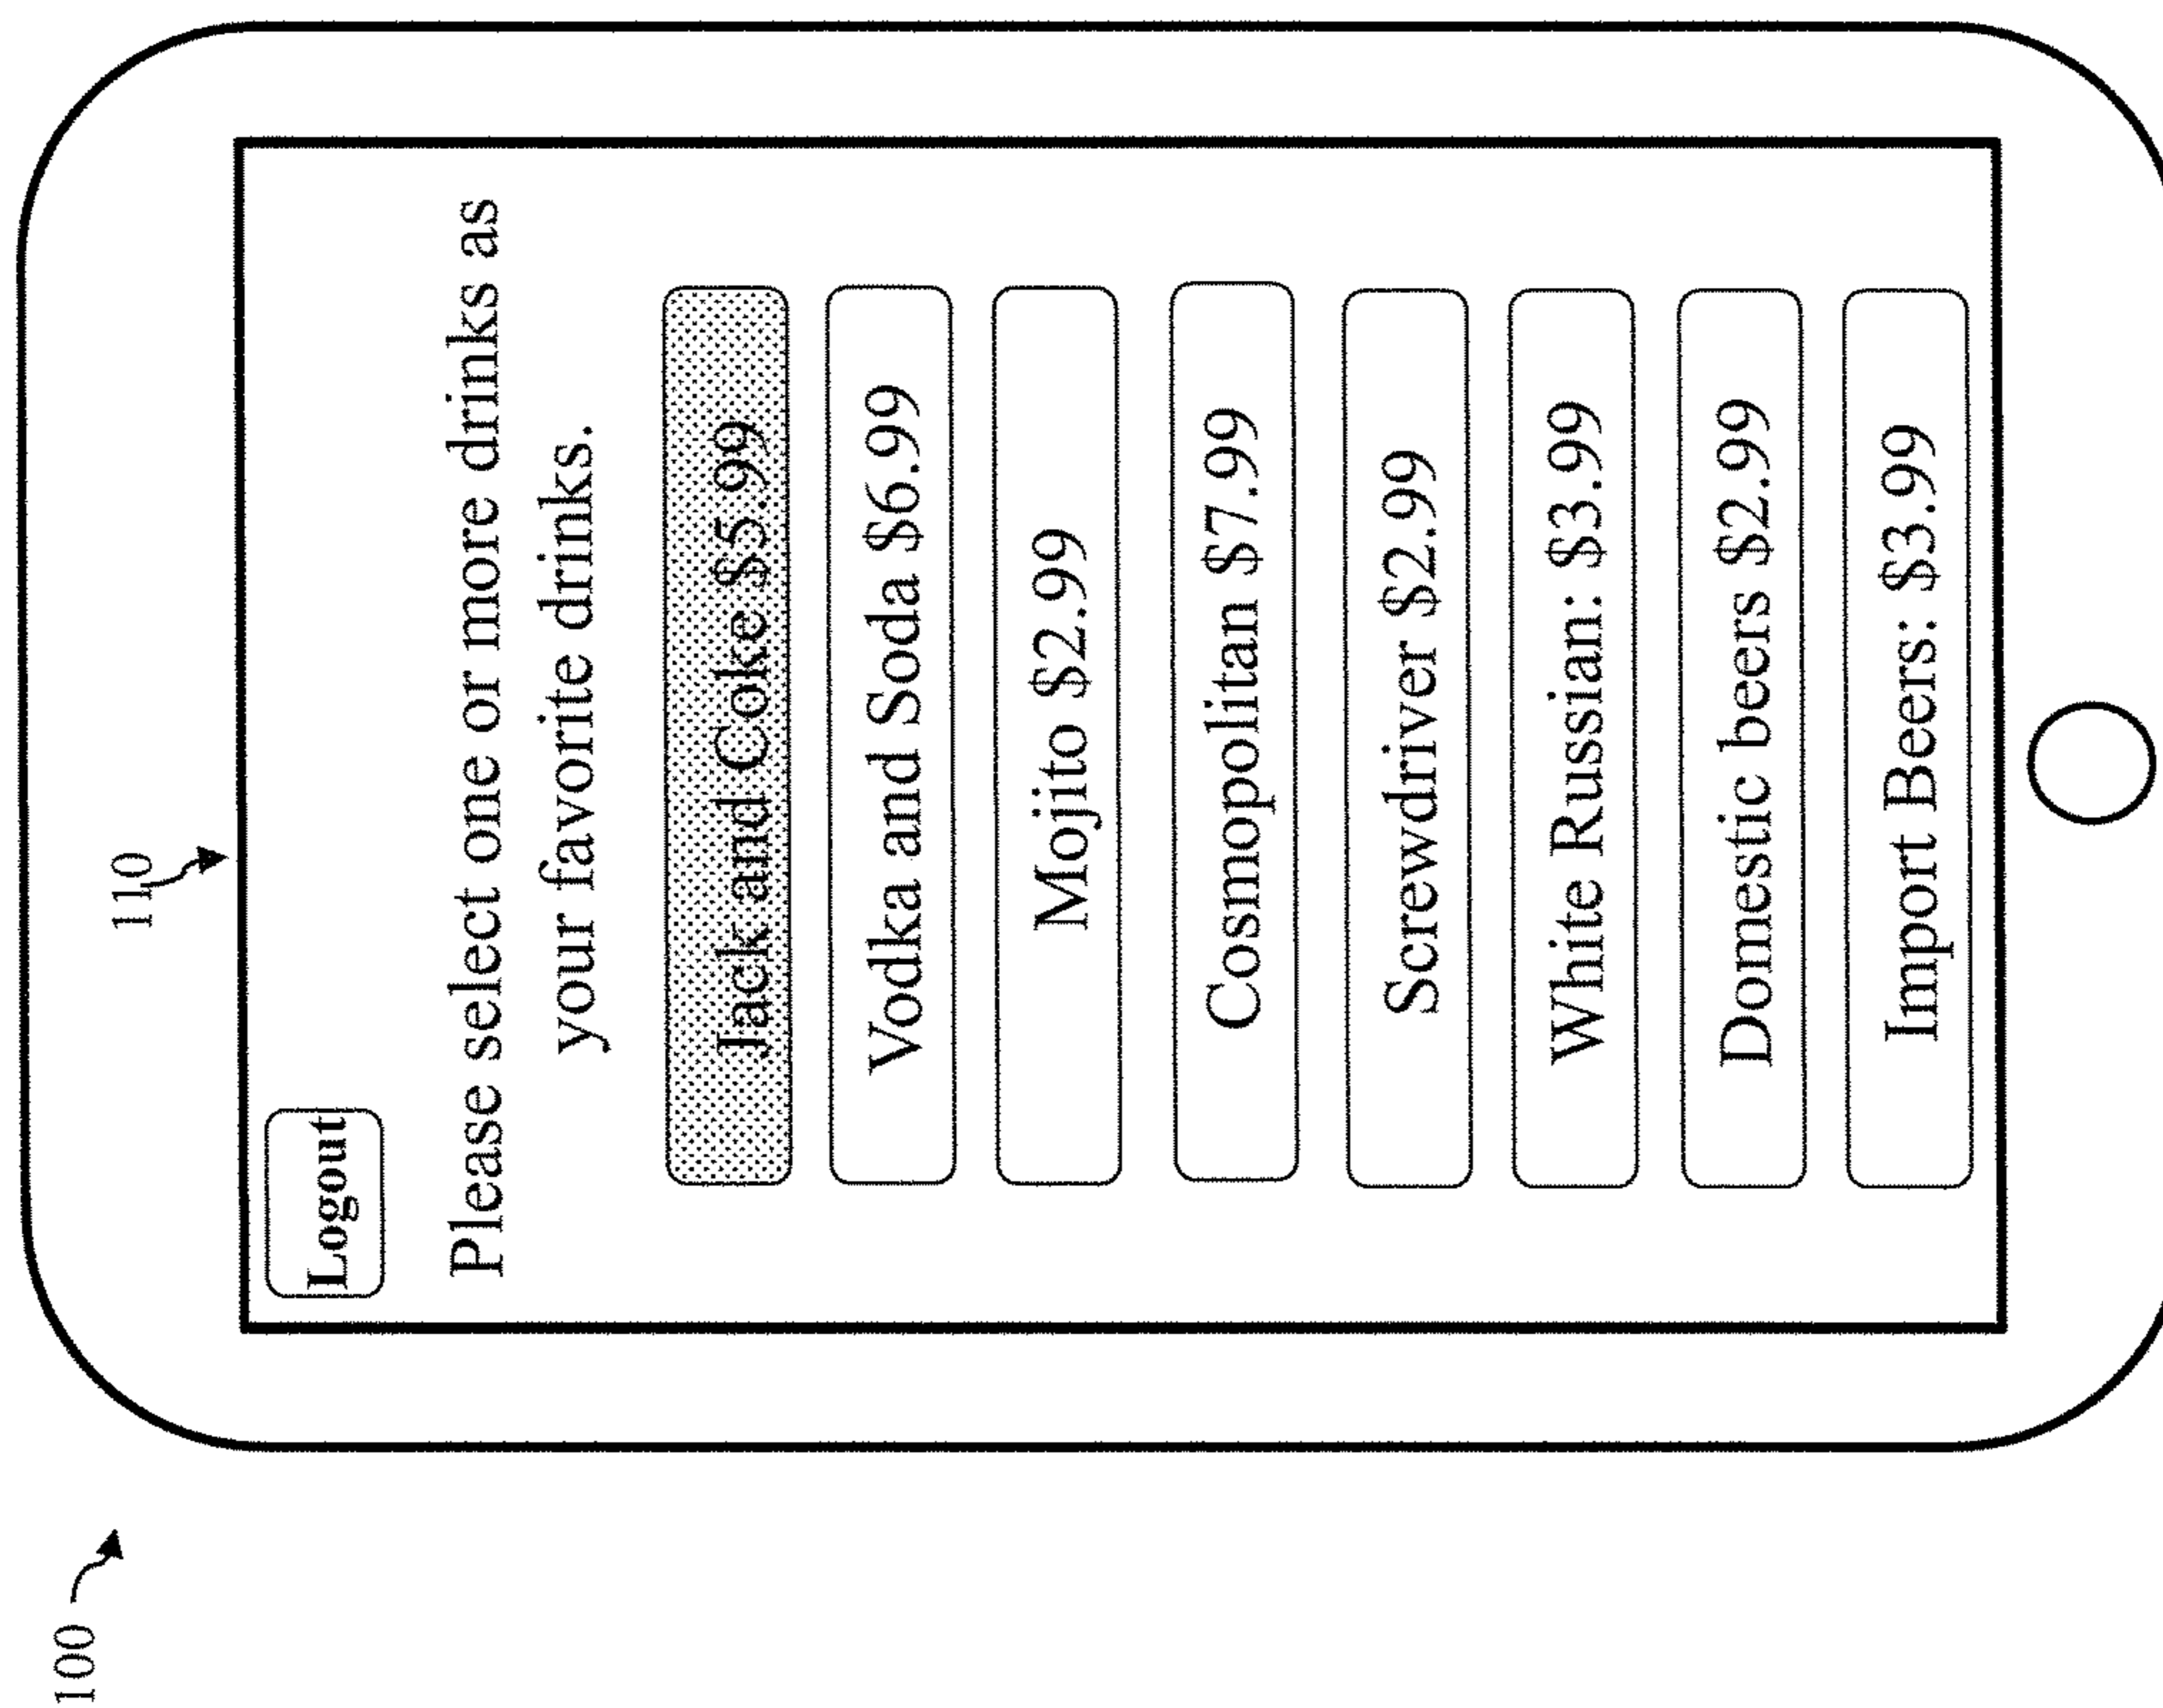 100
110
Logout
Please select one or more drinks as
your favorite drinks.
Jack and Coke $5.99
Vodka and Soda $6.99
Mojito $2.99
Cosmopolitan $7.99
Screwdriver $2.99
White Russian: $3.99
Domestic beers $2.99
Import Beers: $3.99